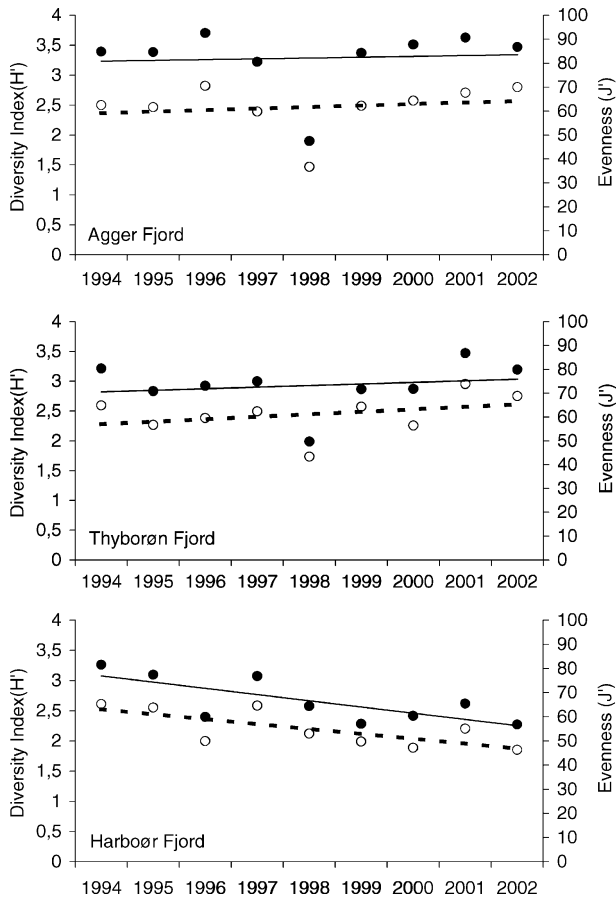 4 100
3,5 90
80
3 70
2,5 60
2 50
1,5 40
1 30
20
0,5 10
0 0
Diversity Index(H')
Evenness (J')
Agger Fjord
1994 1995 1996 1997 1998 1999 2000 2001 2002
4 100
3,5 90
80
3 70
2,5 60
2 50
1,5 40
1 30
20
0,5 10
0 0
Diversity Index(H')
Evenness (J')
Thyborøn Fjord
1994 1995 1996 1997 1998 1999 2000 2001 2002
4 100
3,5 90
80
3 70
2,5 60
2 50
1,5 40
1 30
20
0,5 10
0 0
Diversity Index(H')
Evenness (J')
Harboør Fjord
1994 1995 1996 1997 1998 1999 2000 2001 2002